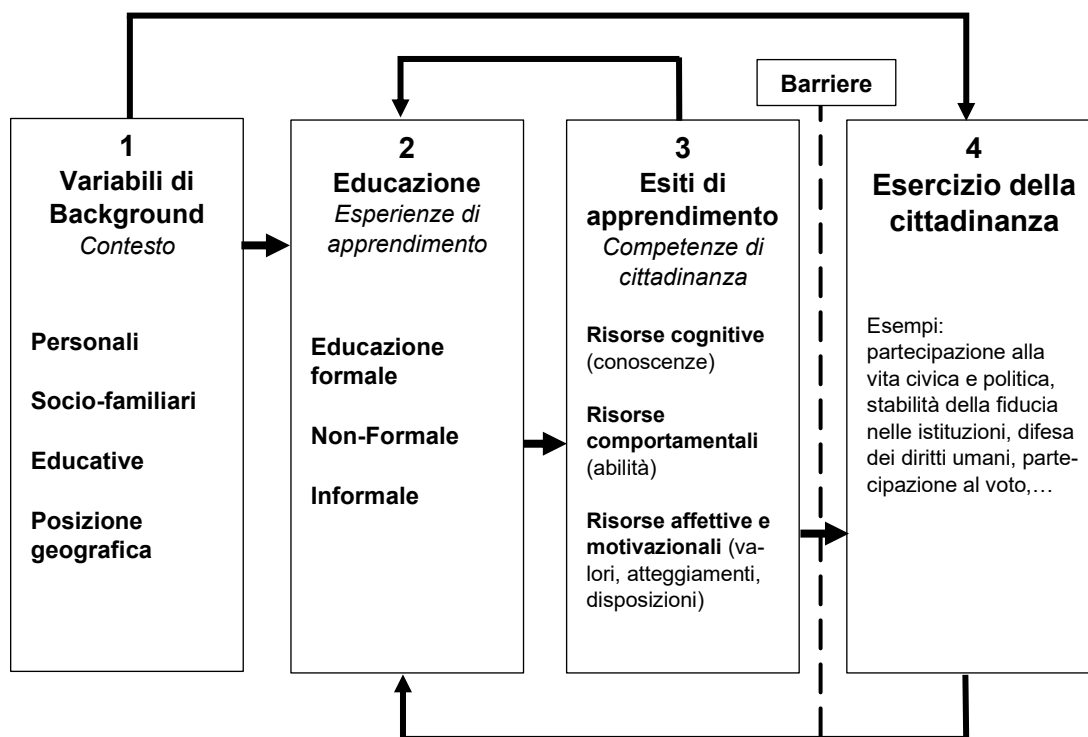 Barriere
1
Variabili di
Background
Contesto
Personali
Socio-familiari
Educative
Posizione
geografica
2
Educazione
Esperienze di
apprendimento
Educazione
formale
Non-Formale
Informale
3
Esiti di
apprendimento
Competenze di
cittadinanza
Risorse cognitive
(conoscenze)
Risorse
comportamentali
(abilità)
Risorse affettive e
motivazionali (va-
lori, atteggiamenti,
disposizioni)
4
Esercizio della
cittadinanza
Esempi:
partecipazione alla
vita civica e politica,
stabilità della fiducia
nelle istituzioni, difesa
dei diritti umani, parte-
cipazione al voto,…